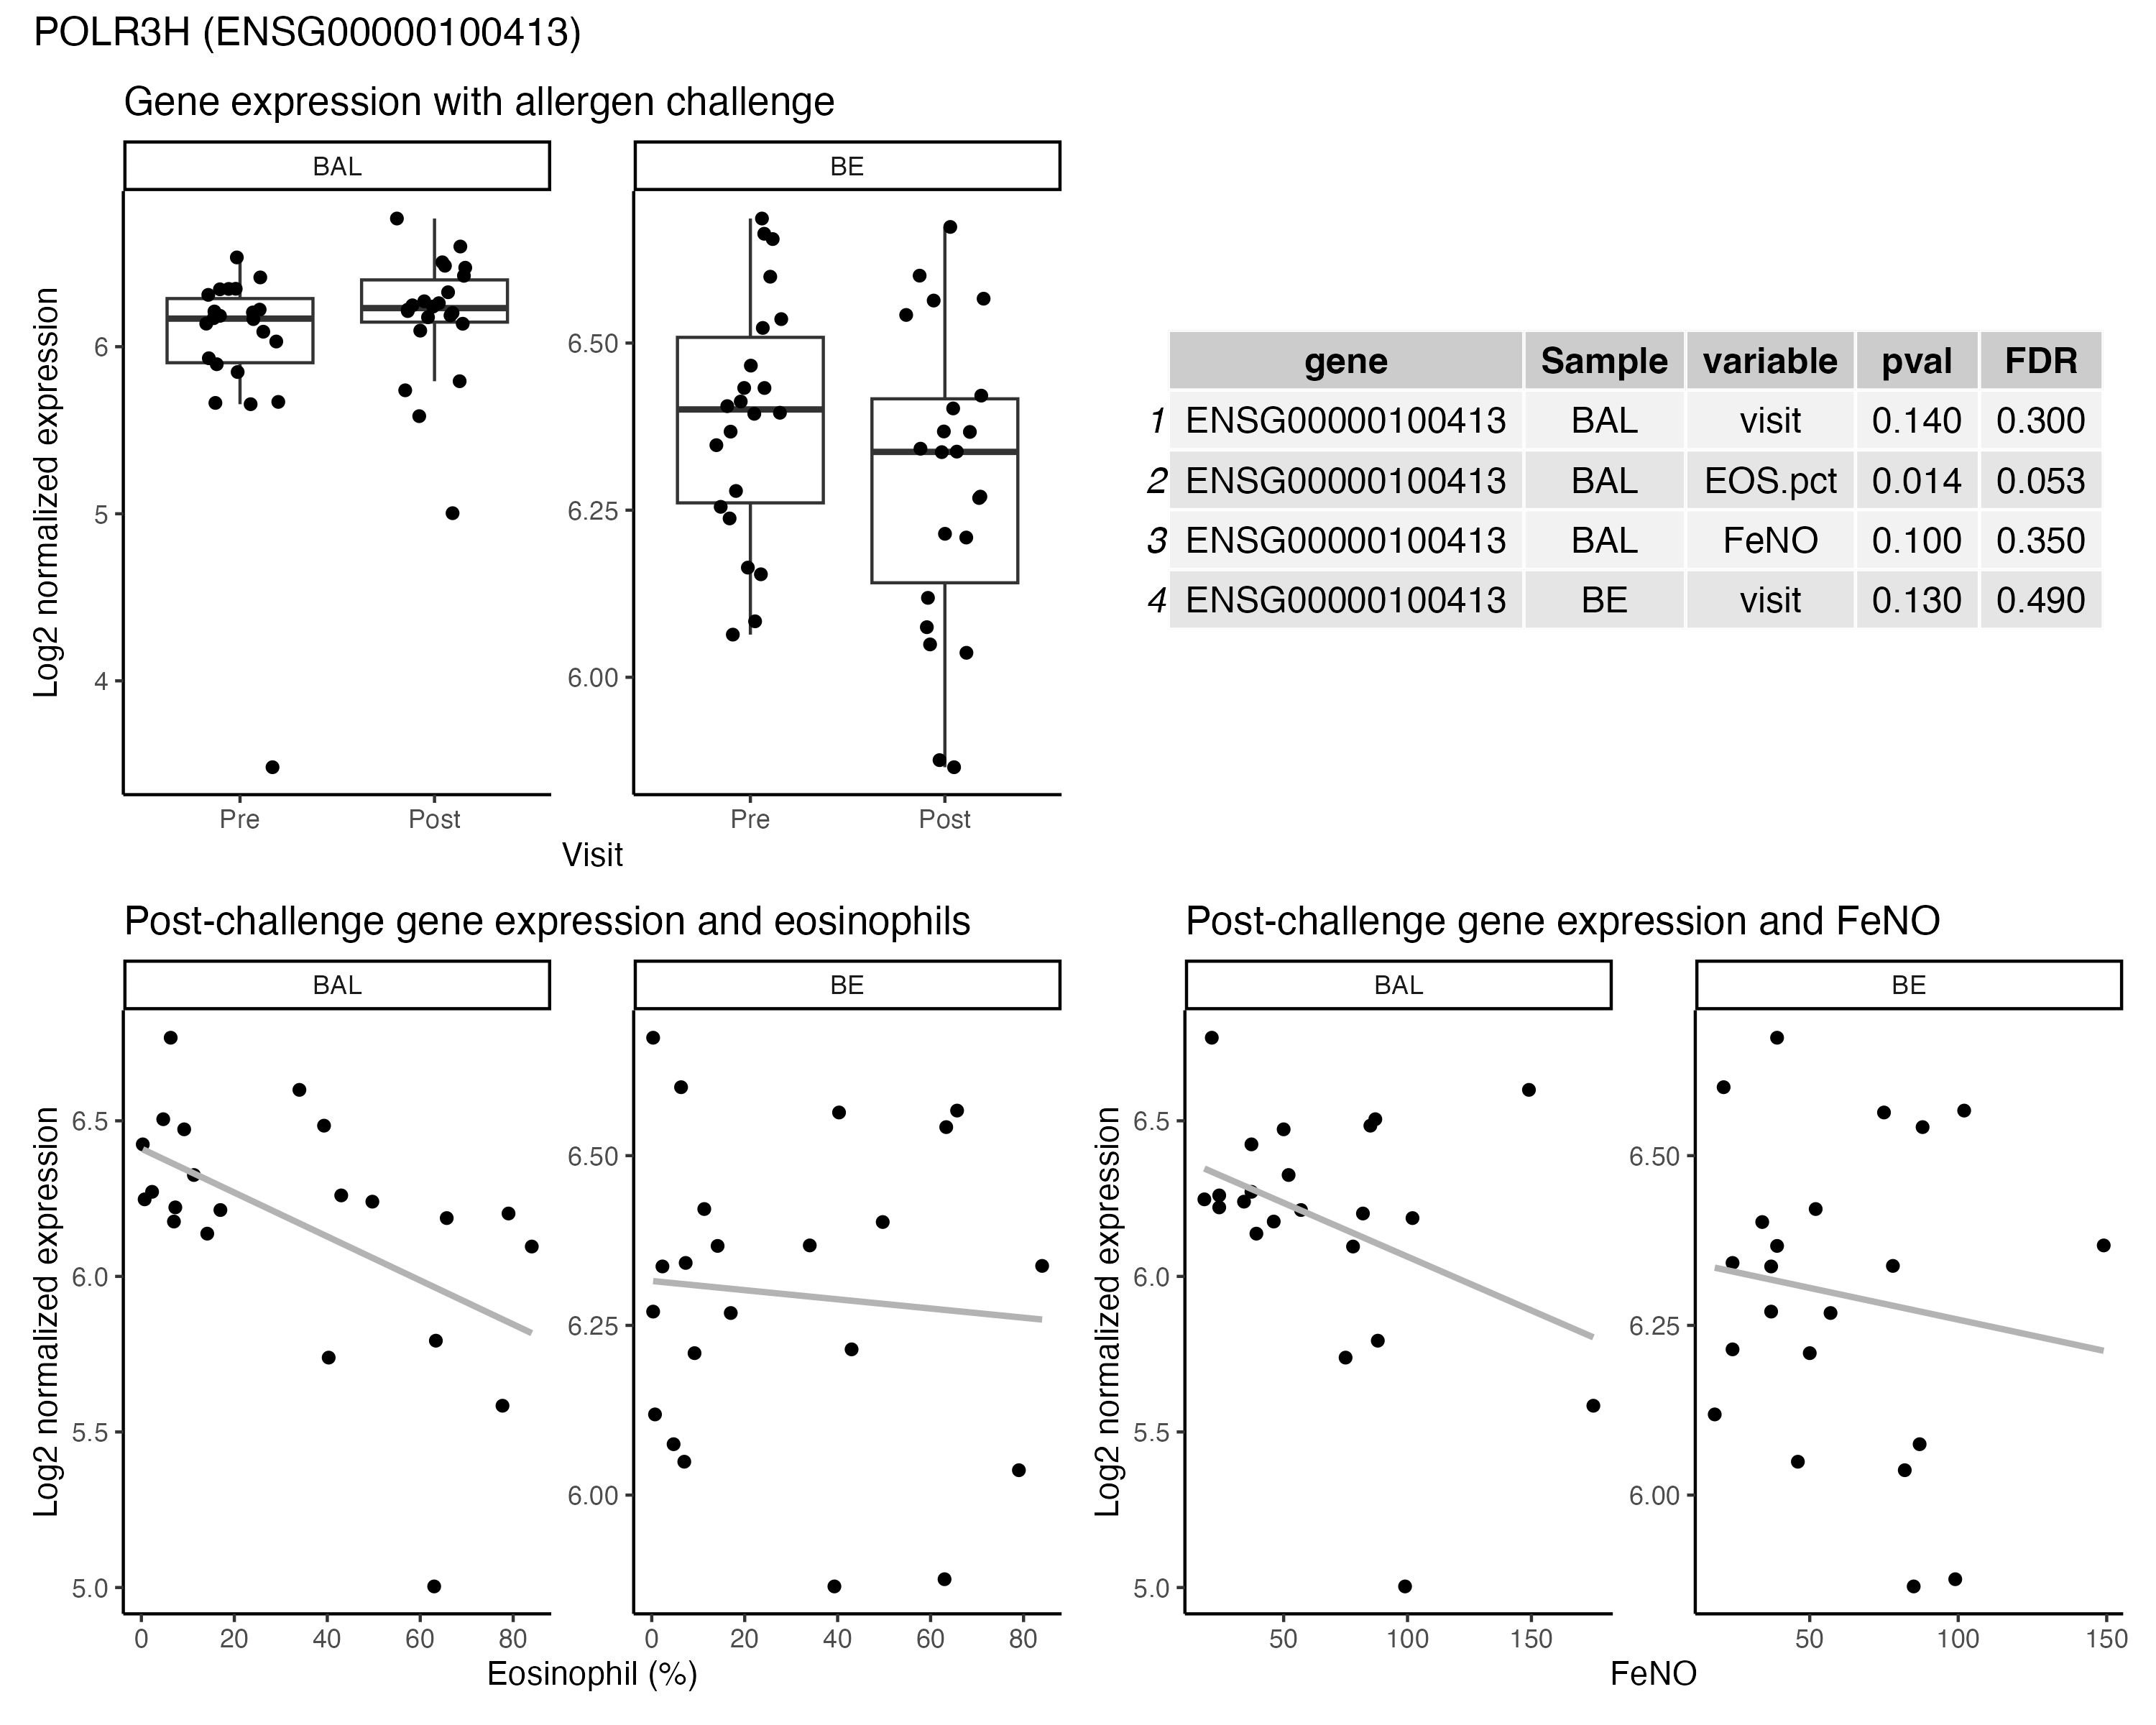 POLR3H (ENSG00000100413)
Gene expression with allergen challenge
BAL
BE
Log2 normalized expression
6
5
4
6.50
6.25
6.00
Pre
Post
Pre
Post
Visit
gene Sample variable pval FDR
1 ENSG00000100413 BAL visit 0.140 0.300
2 ENSG00000100413 BAL EOS.pct 0.014 0.053
3 ENSG00000100413 BAL FeNO 0.100 0.350
4 ENSG00000100413 BE visit 0.130 0.490
Post-challenge gene expression and eosinophils
BAL
BE
Log2 normalized expression
6.5
6.0
5.5
5.0
6.50
6.25
6.00
0 20 40 60 80
0 20 40 60 80
Eosinophil (%)
Post-challenge gene expression and FeNO
BAL
BE
Log2 normalized expression
6.5
6.0
5.5
5.0
6.50
6.25
6.00
50 100 150
50 100 150
FeNO